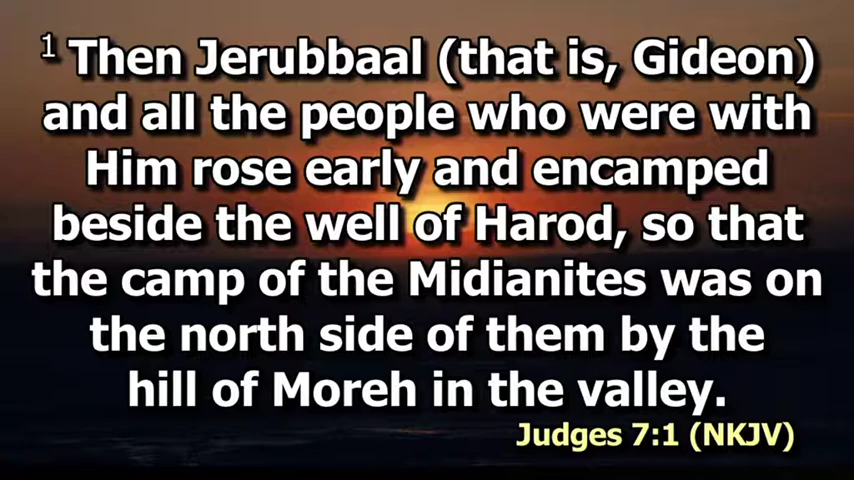 1 Then Jerubbaal (that is, Gideon)
and all the people who were with
Him rose early and encamped
beside the well of Harod, so that
the camp of the Midianites was on
the north side of them by the
hill of Moreh in the valley.
Judges 7:1 (NKJV)